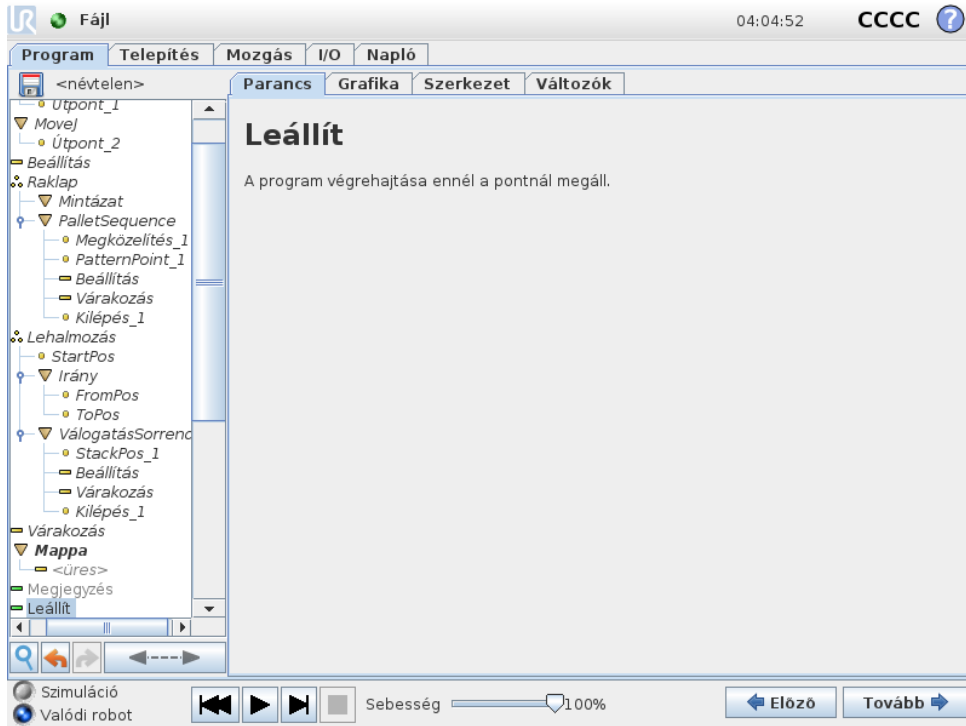 UR Fájl 04:04:52 CCCC ?
Program Telepítés Mozgás I/O Napló
<névtelen> Parancs Grafika Szerkezet Változók
Útpont_1
MoveJ
Útpont_2
Beállítás
Raklap
Mintázat
PalletSequence
Megközelítés_1
PatternPoint_1
Beállítás
Várakozás
Kilépés_1
Lehalmozás
StartPos
Irány
FromPos
ToPos
VálogatásSorrend
StackPos_1
Beállítás
Várakozás
Kilépés_1
Várakozás
Mappa
<üres>
Megjegyzés
Leállít
Leállít
A program végrehajtása ennél a pontnál megáll.
Szimuláció
Valódi robot
Sebesség 100%
Előző Tovább